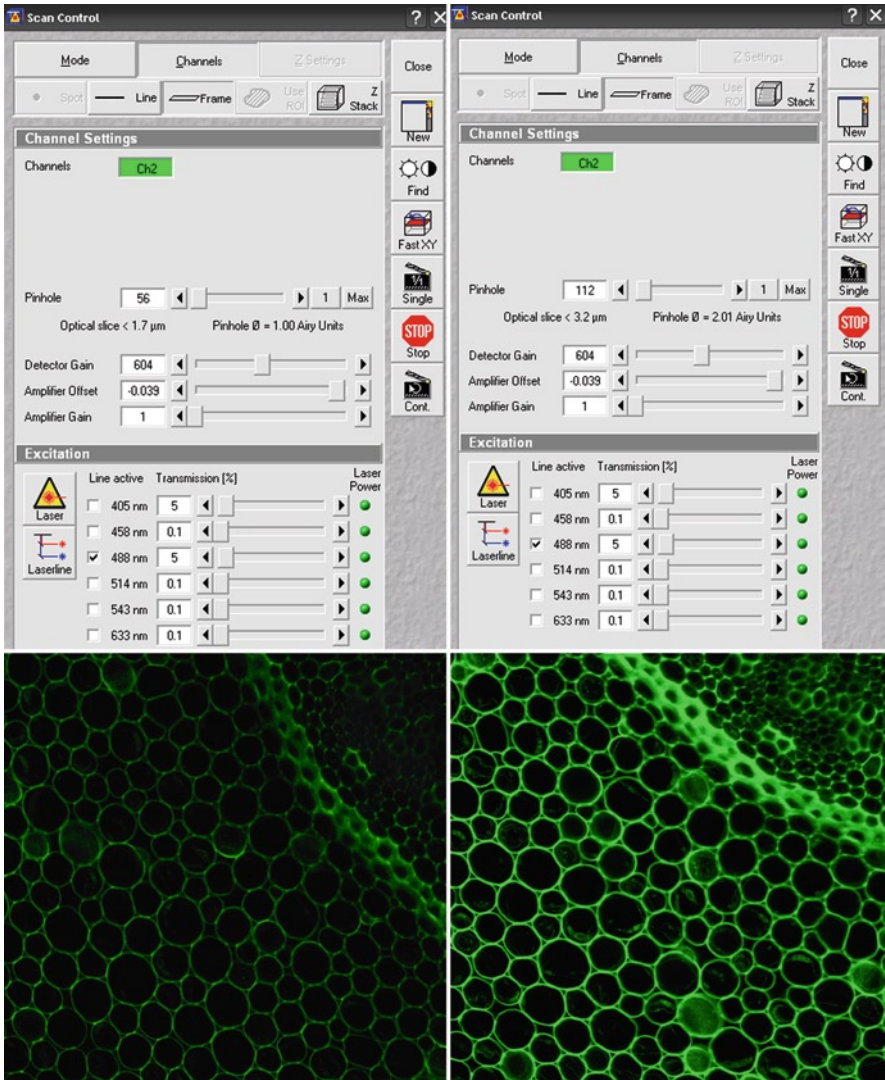 Scan Control
? X
Mode
Channels
Z Settings
Close
Spot
Line
Frame
Use ROI
Z Stack
New
Channel Settings
Channels
Ch2
Find
Fast XY
Pinhole
56
1
Max
1/1
Single
Optical slice < 1.7 µm
Pinhole Ø = 1.00 Airy Units
STOP
Stop
Detector Gain
604
Amplifier Offset
-0.039
Cont.
Amplifier Gain
1
Excitation
Line active
Transmission [%]
Laser Power
Laser
405 nm
5
458 nm
0.1
Laserline
488 nm
5
514 nm
0.1
543 nm
0.1
633 nm
0.1
Scan Control
? X
Mode
Channels
Z Settings
Close
Spot
Line
Frame
Use ROI
Z Stack
New
Channel Settings
Channels
Ch2
Find
Fast XY
Pinhole
112
1
Max
1/1
Single
Optical slice < 3.2 µm
Pinhole Ø = 2.01 Airy Units
STOP
Stop
Detector Gain
604
Amplifier Offset
-0.039
Cont.
Amplifier Gain
1
Excitation
Line active
Transmission [%]
Laser Power
Laser
405 nm
5
458 nm
0.1
Laserline
488 nm
5
514 nm
0.1
543 nm
0.1
633 nm
0.1